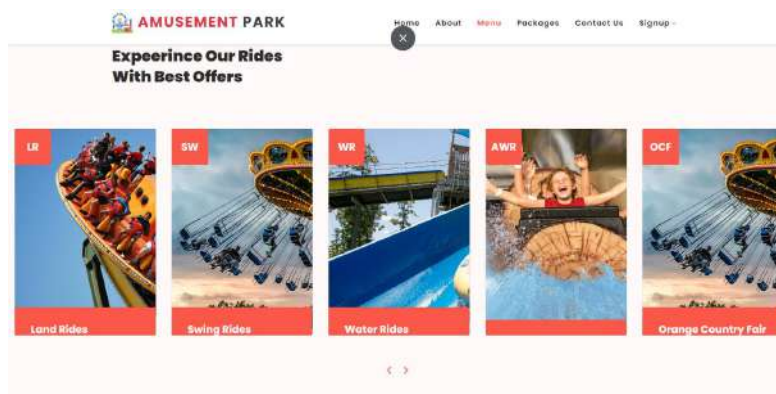 AMUSEMENT PARK
Home About Menu Packages Contact Us Signup
Expeerince Our Rides
With Best Offers
LR
SW
WR
AWR
OCF
Land Rides
Swing Rides
Water Rides
Orange Country Fair